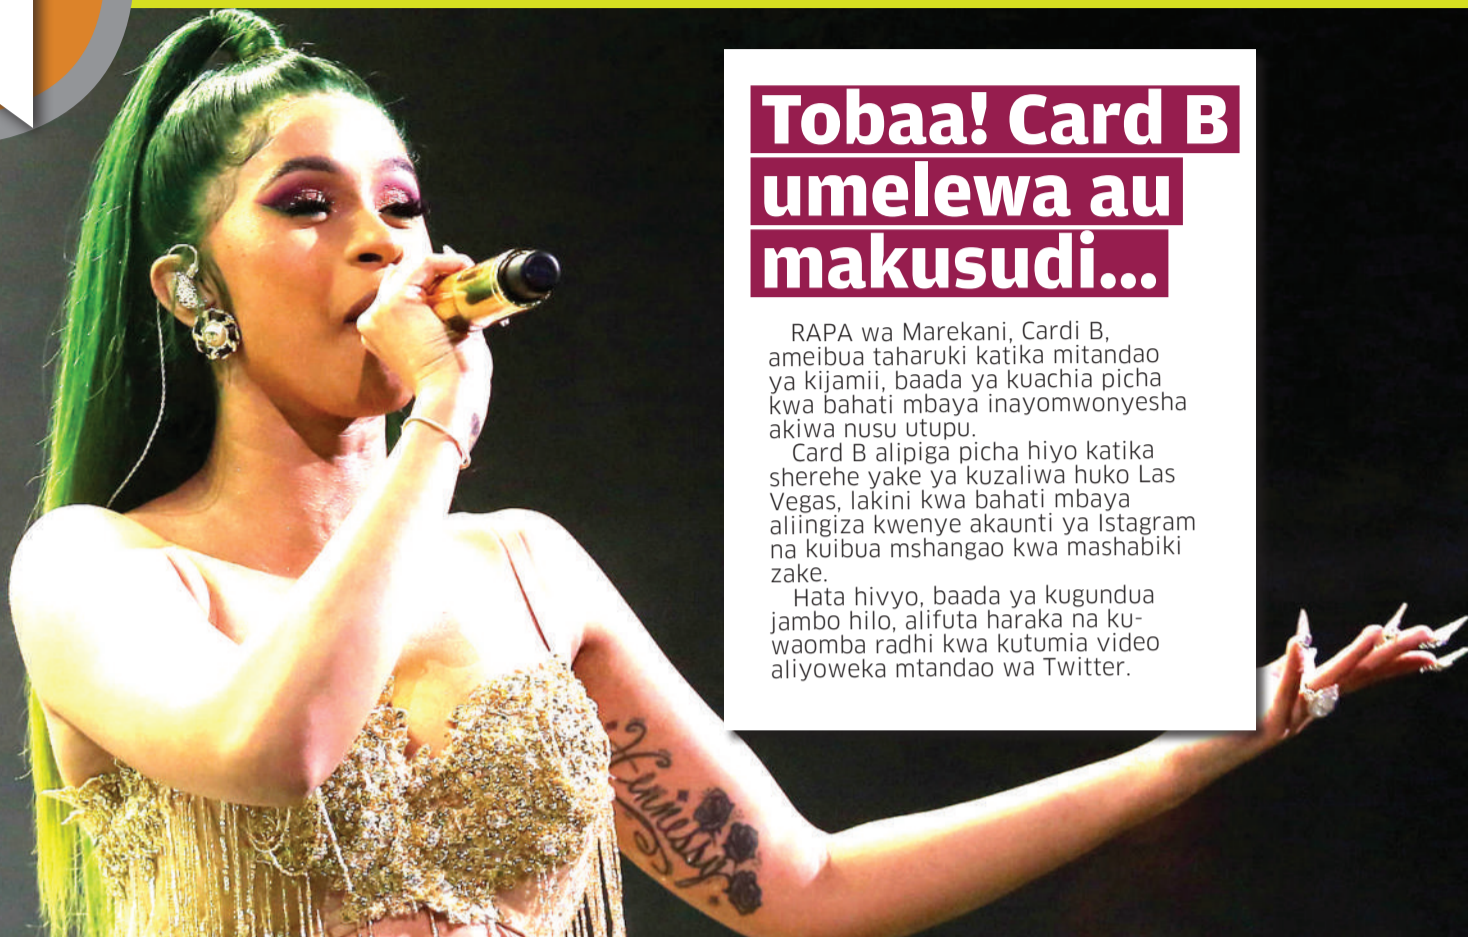 Tobaa! Card B
umelewa au
makusudi...
RAPA wa Marekani, Cardi B,
ameibua taharuki katika mitandao
ya kijamii, baada ya kuachia picha
kwa bahati mbaya inayomwonyesha
akiwa nusu utupu.
Card B alipiga picha hiyo katika
sherehe yake ya kuzaliwa huko Las
Vegas, lakini kwa bahati mbaya
aliingiza kwenye akaunti ya Istagram
na kuibua mshangao kwa mashabiki
zake.
Hata hivyo, baada ya kugundua
jambo hilo, alifuta haraka na ku-
waomba radhi kwa kutumia video
aliyoweka mtandao wa Twitter.
Hennessy